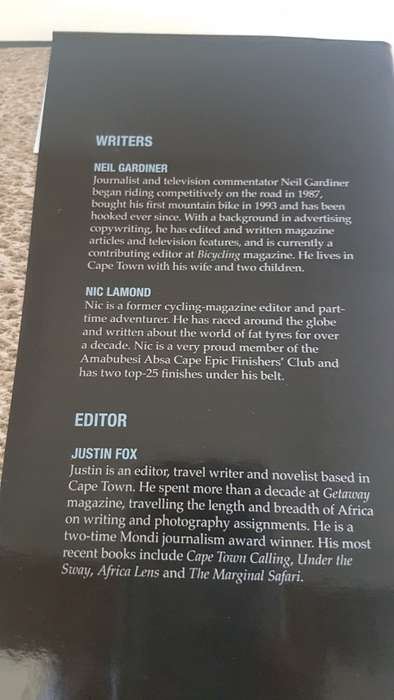 WRITERS
NEIL GARDINER
Journalist and television commentator Neil Gardiner
began riding competitively on the road in 1987,
bought his first mountain bike in 1993 and has been
hooked ever since. With a background in advertising
copywriting, he has edited and written magazine
articles and television features, and is currently a
contributing editor at Bicycling magazine. He lives in
Cape Town with his wife and two children.
NIC LAMOND
Nic is a former cycling-magazine editor and part-
time adventurer. He has raced around the globe
and written about the world of fat tyres for over
a decade. Nic is a very proud member of the
Amabubesi Absa Cape Epic Finishers' Club and
has two top-25 finishes under his belt.
EDITOR
JUSTIN FOX
Justin is an editor, travel writer and novelist based in
Cape Town. He spent more than a decade at Getaway
magazine, travelling the length and breadth of Africa
on writing and photography assignments. He is a
two-time Mondi journalism award winner. His most
recent books include Cape Town Calling, Under the
Sway, Africa Lens and The Marginal Safari.